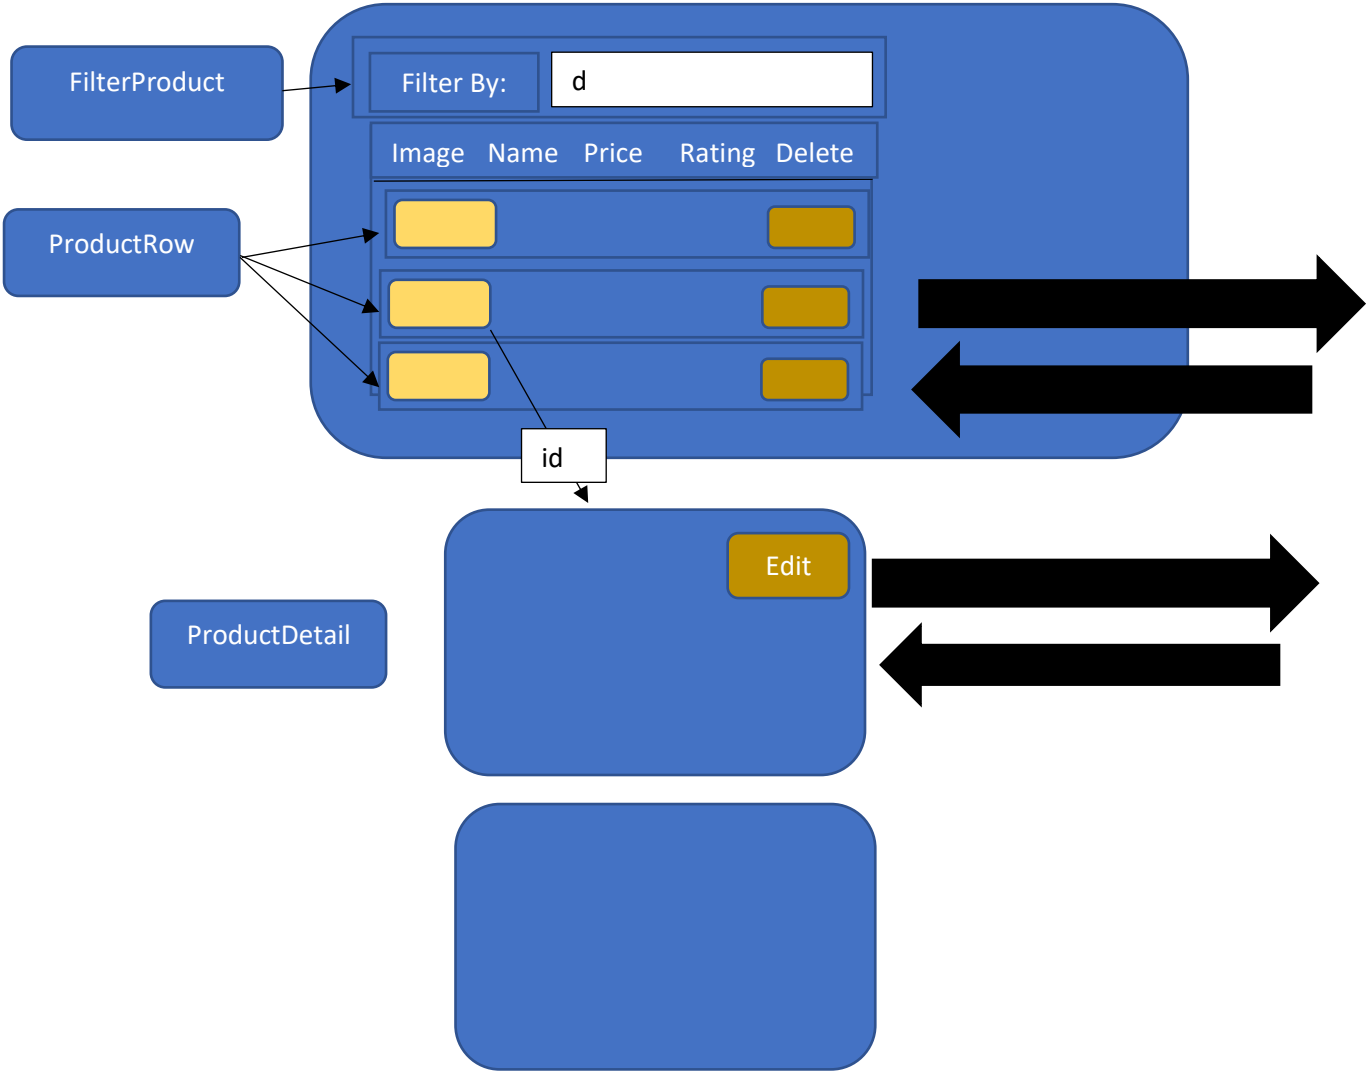 FilterProduct
Filter By:
d
Image Name Price Rating Delete
ProductRow
id
Edit
ProductDetail